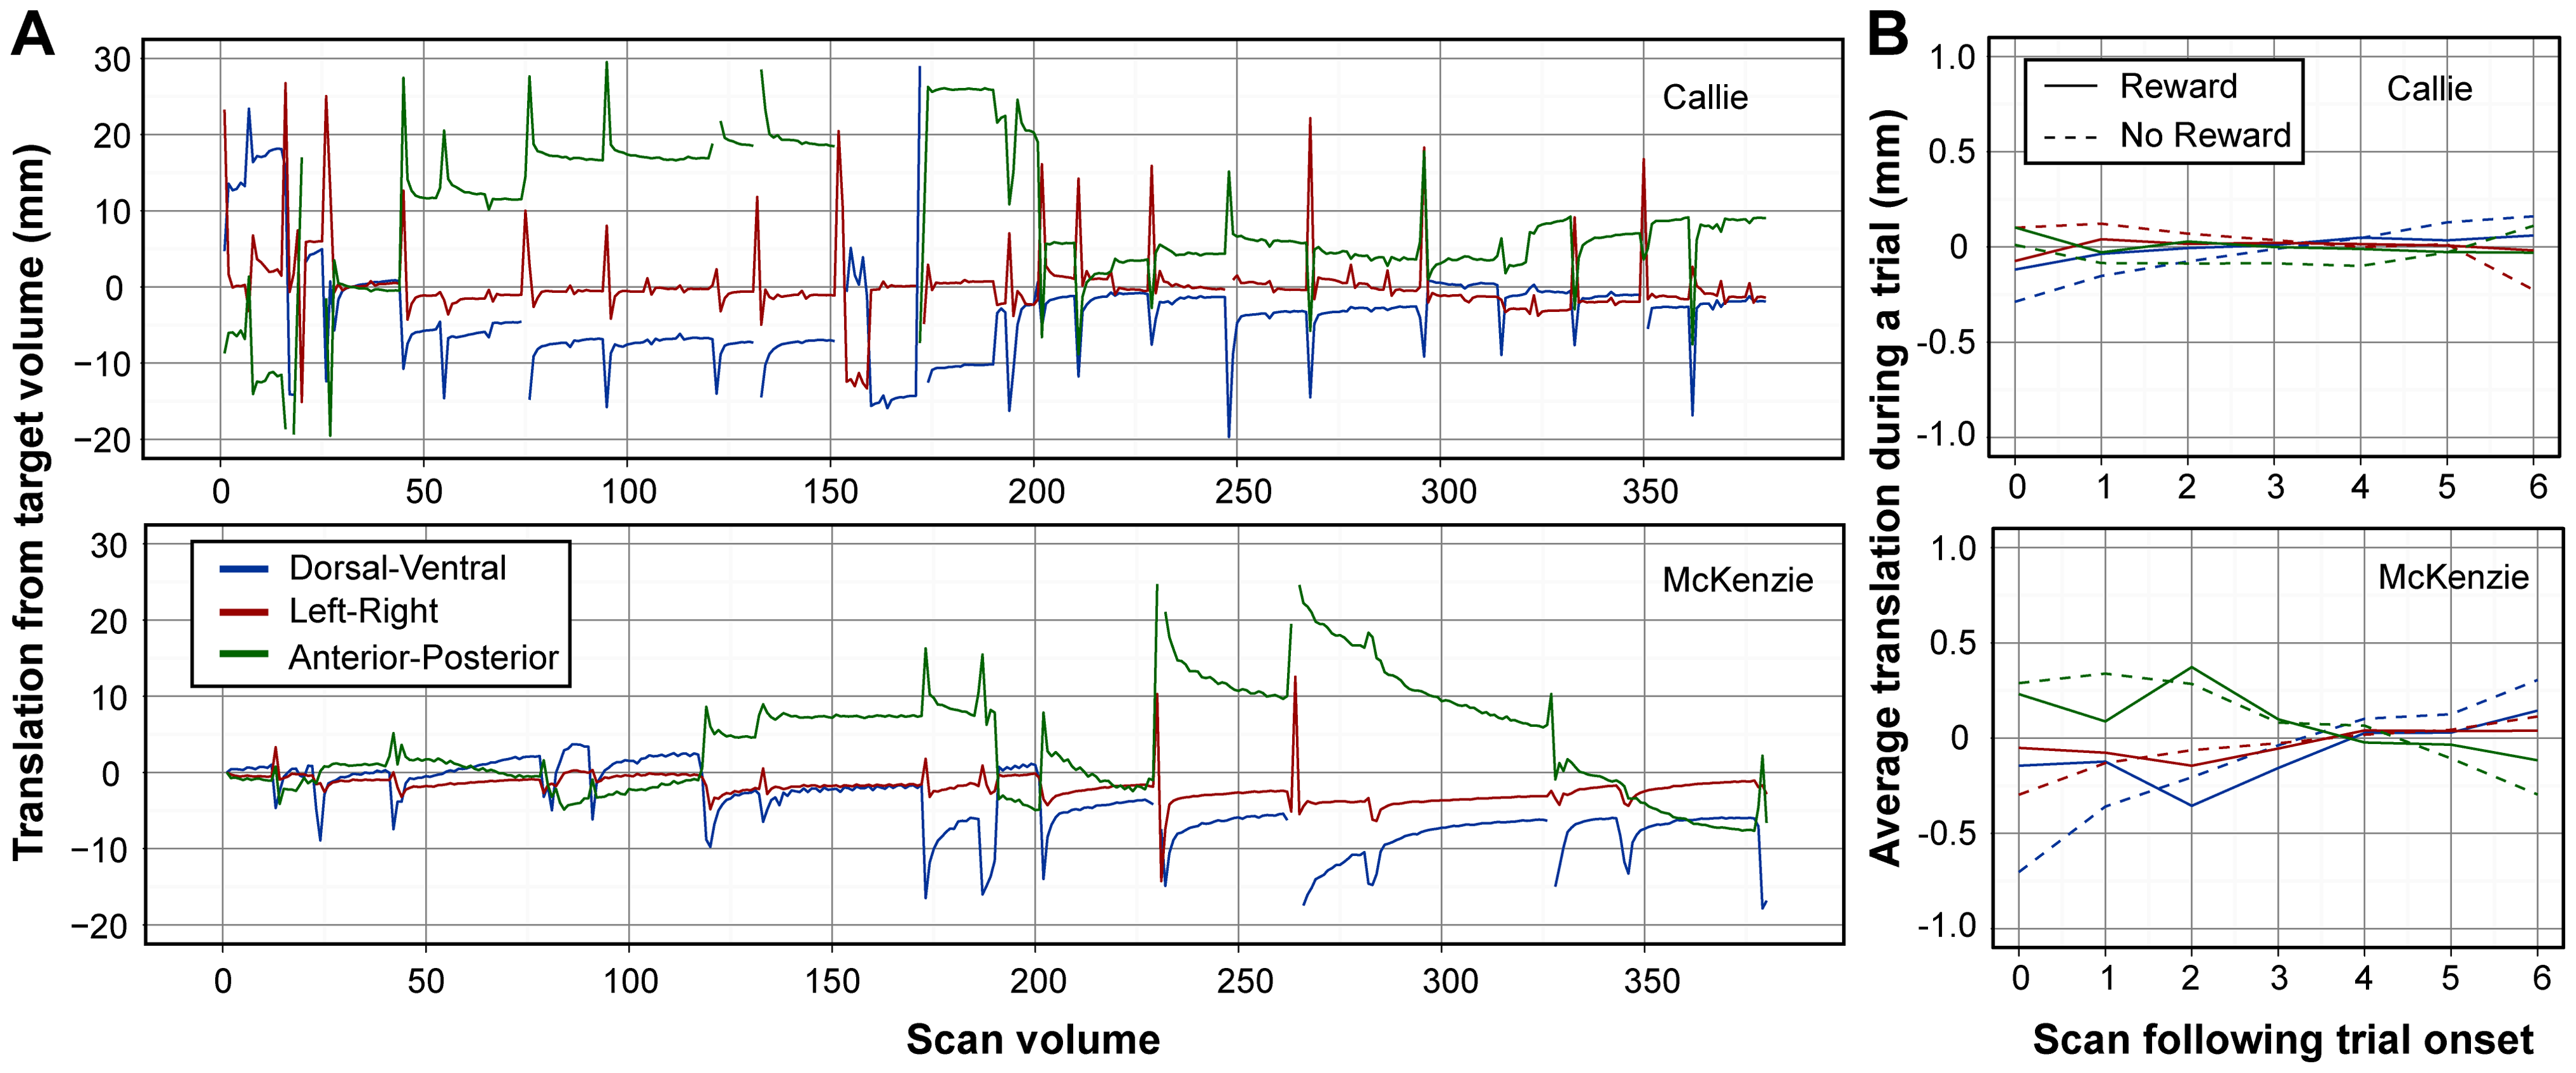 A
Translation from target volume (mm)
30
20
10
0
−10
−20
Callie
0 50 100 150 200 250 300 350
30
20
10
0
−10
−20
Dorsal-Ventral
Left-Right
Anterior-Posterior
McKenzie
0 50 100 150 200 250 300 350
Scan volume
B
Average translation during a trial (mm)
1.0
0.5
0
-0.5
-1.0
Reward
No Reward
Callie
0 1 2 3 4 5 6
1.0
0.5
0
-0.5
-1.0
McKenzie
0 1 2 3 4 5 6
Scan following trial onset